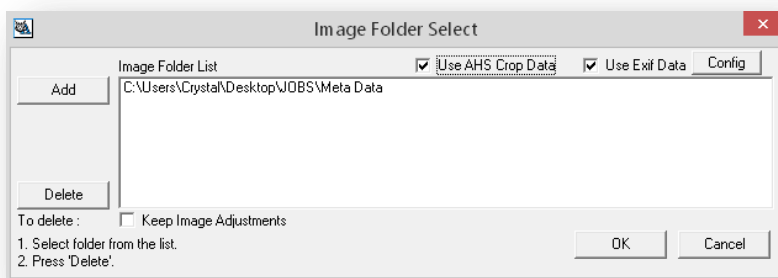 Image Folder Select
Image Folder List
Use AHS Crop Data
Use Exif Data
Config
Add
C:\Users\Crystal\Desktop\JOBS\Meta Data
Delete
To delete :
Keep Image Adjustments
1. Select folder from the list.
2. Press 'Delete'.
OK
Cancel